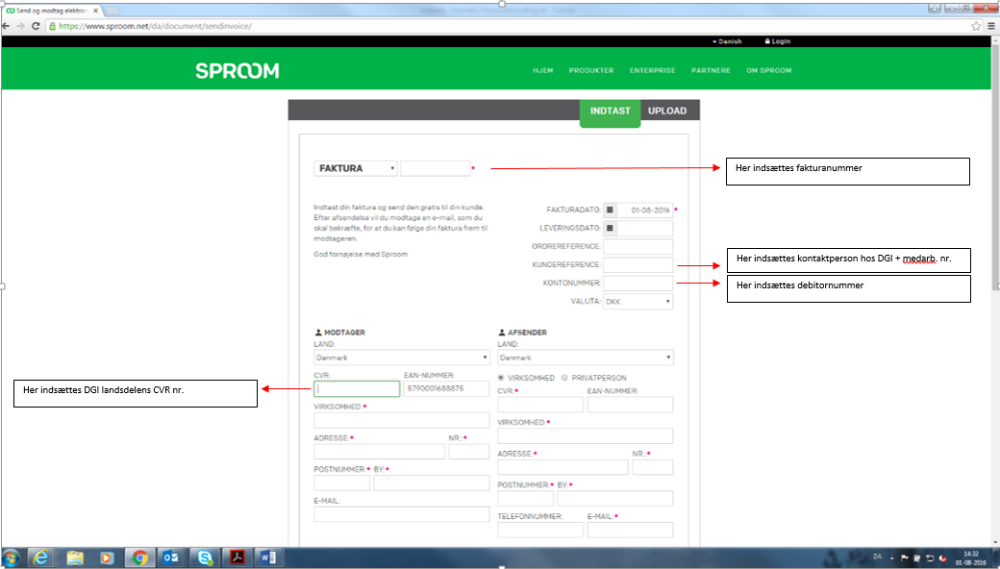 Send og modtag elektron
https://www.sproom.net/da/document/sendinvoice/
Danish Login
SPROOM
HJEM PRODUKTER ENTERPRISE PARTNERE OM SPROOM
INDTAST UPLOAD
FAKTURA *
Her indsættes fakturanummer
Indtast din faktura og send den gratis til din kunde.
Efter afsendelse vil du modtage en e-mail, som du
skal bekræfte, for at du kan følge din faktura frem til
modtageren.
God fornøjelse med Sproom
FAKTURADATO: 01-08-2016 *
LEVERINGSDATO:
ORDREREFERENCE:
KUNDEREFERENCE:
Her indsættes kontaktperson hos DGI + medarb. nr.
KONTONUMMER:
Her indsættes debitornummer
VALUTA: DKK
MODTAGER
LAND:
Danmark
CVR: EAN-NUMMER:
5790001688875
Her indsættes DGI landsdelens CVR nr.
VIRKSOMHED:*
ADRESSE:* NR.:*
POSTNUMMER:* BY:*
E-MAIL:
AFSENDER
LAND:
Danmark
VIRKSOMHED PRIVATPERSON
CVR:* EAN-NUMMER:
VIRKSOMHED:*
ADRESSE:* NR.:*
POSTNUMMER:* BY:*
TELEFONNUMMER: E-MAIL:*
DA
14:32
01-08-2016